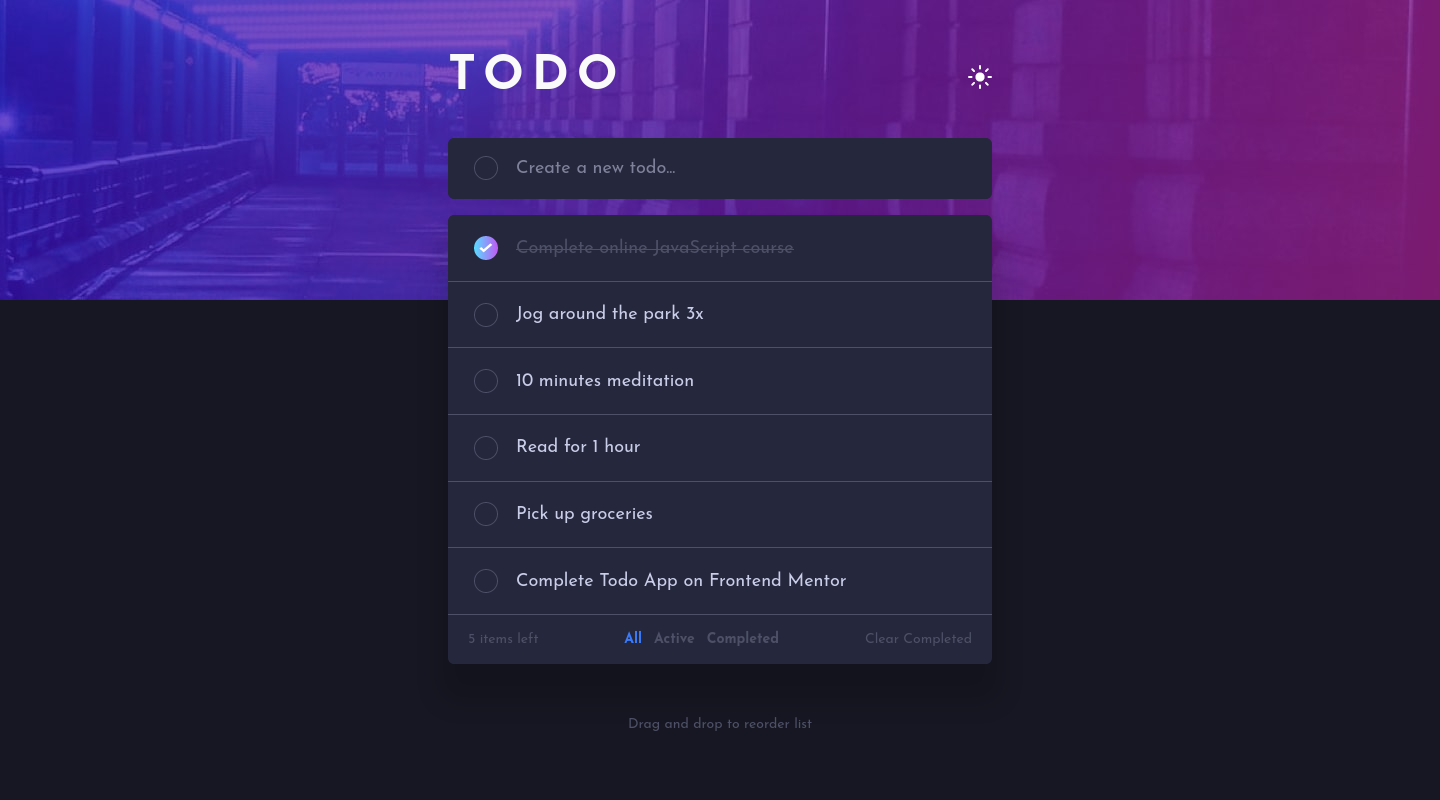 TODO
Create a new todo...
Complete online JavaScript course
Jog around the park 3x
10 minutes meditation
Read for 1 hour
Pick up groceries
Complete Todo App on Frontend Mentor
5 items left All Active Completed Clear Completed
Drag and drop to reorder list